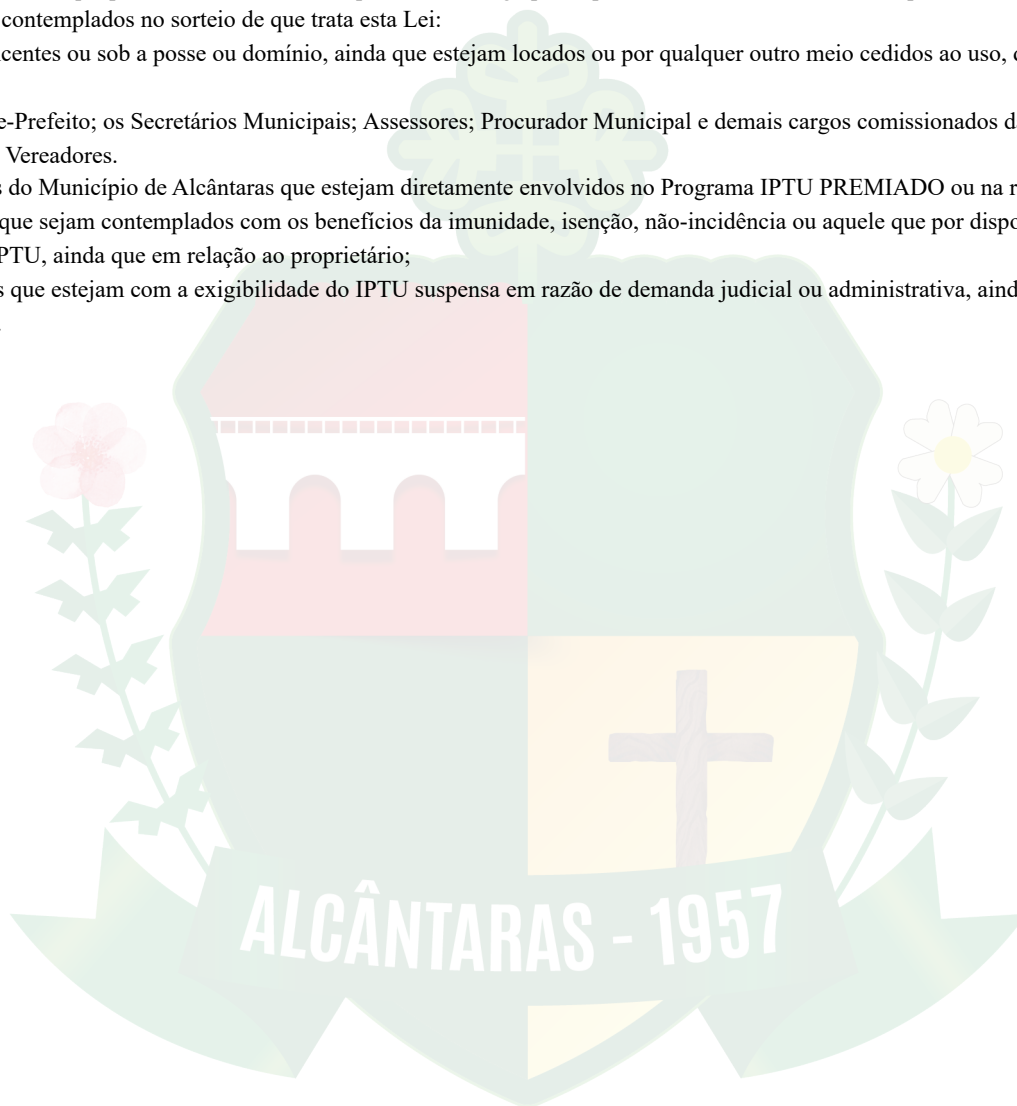 contemplados no sorteio de que trata esta Lei:
centes ou sob a posse ou domínio, ainda que estejam locados ou por qualquer outro meio cedidos ao uso,
e-Prefeito; os Secretários Municipais; Assessores; Procurador Municipal e demais cargos comissionados
Vereadores.
s do Município de Alcântaras que estejam diretamente envolvidos no Programa IPTU PREMIADO ou na
que sejam contemplados com os benefícios da imunidade, isenção, não-incidência ou aquele que por dispo
PTU, ainda que em relação ao proprietário;
s que estejam com a exigibilidade do IPTU suspensa em razão de demanda judicial ou administrativa, aind
ALCÂNTARAS - 1957